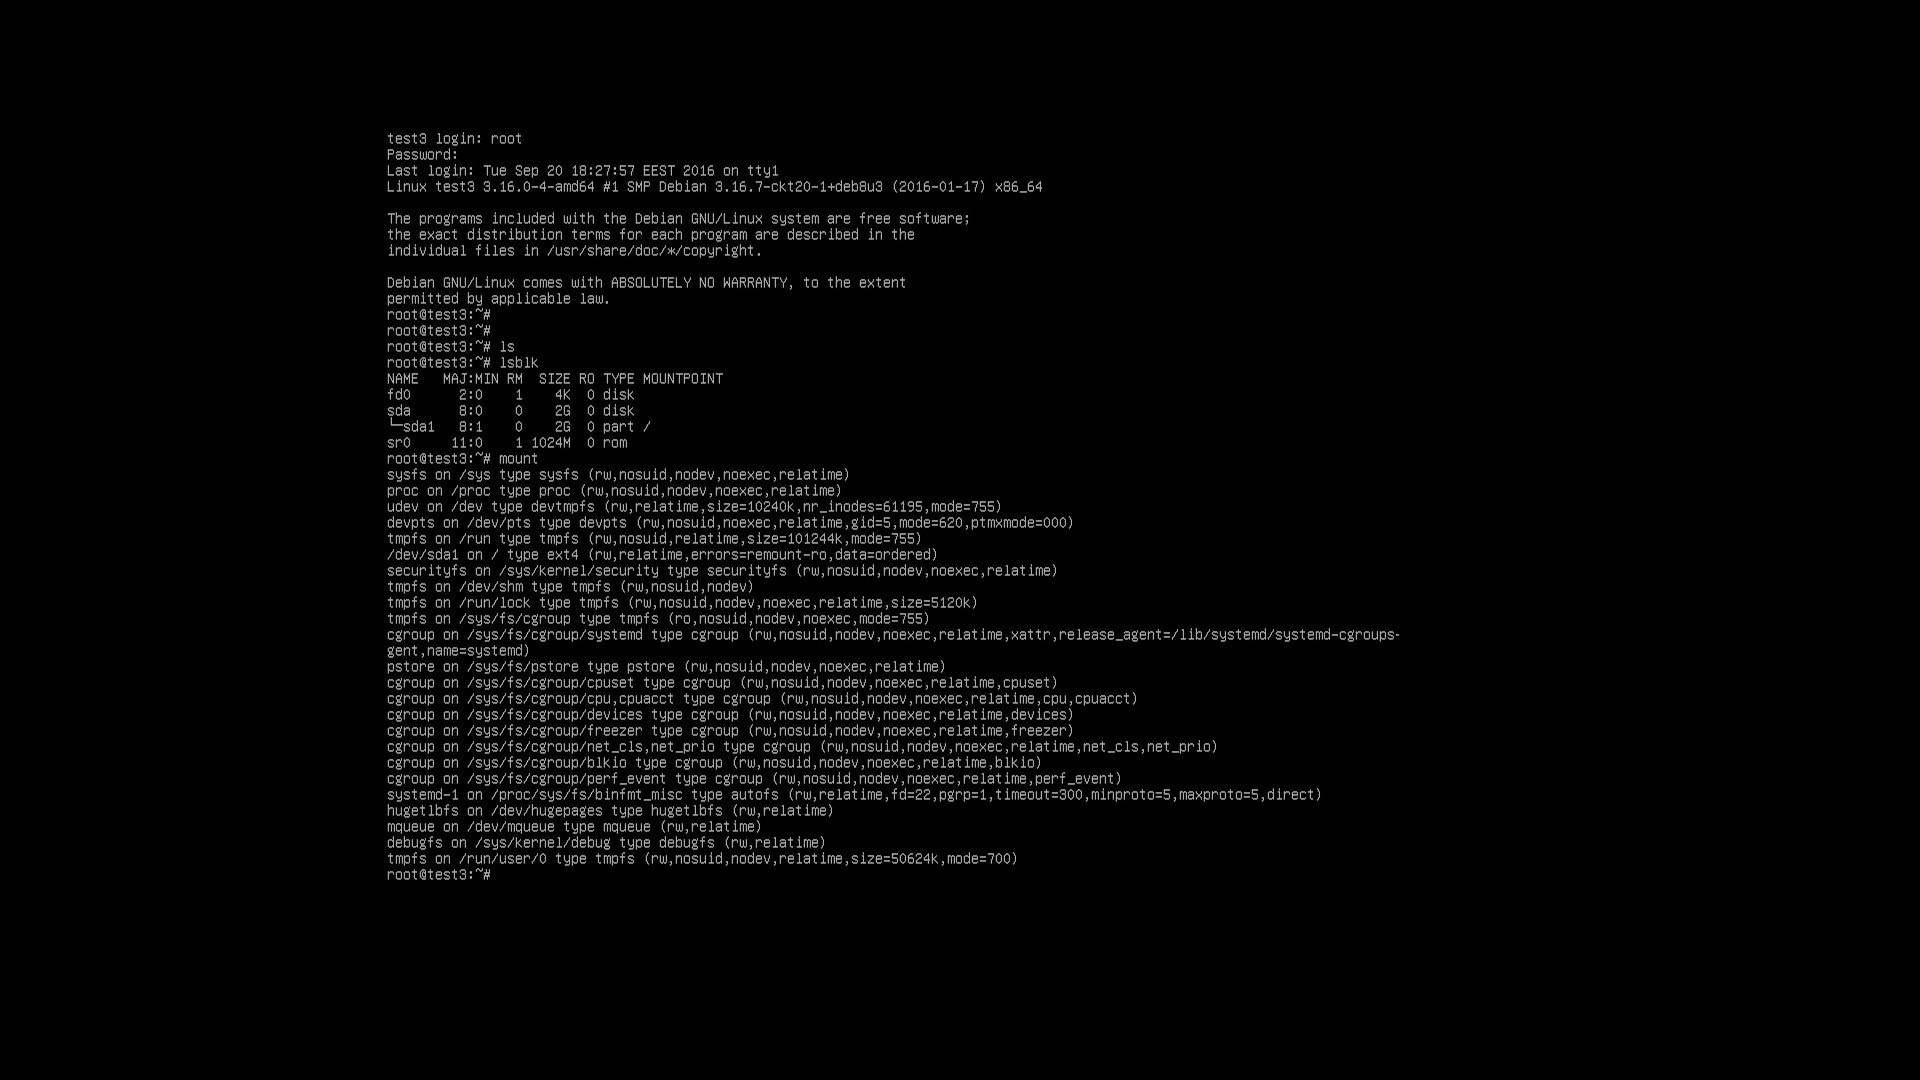 test3 login: root
Password:
Last login: Tue Sep 20 18:27:57 EEST 2016 on tty1
Linux test3 3.16.0-4-amd64 #1 SMP Debian 3.16.7-ckt20-1+deb8u3 (2016-01-17) x86_64
The programs included with the Debian GNU/Linux system are free software;
the exact distribution terms for each program are described in the
individual files in /usr/share/doc/*/copyright.
Debian GNU/Linux comes with ABSOLUTELY NO WARRANTY, to the extent
permitted by applicable law.
root@test3:~#
root@test3:~#
root@test3:~# ls
root@test3:~# lsblk
NAME   MAJ:MIN RM  SIZE RO TYPE MOUNTPOINT
fd0      2:0    1    4K  0 disk
sda      8:0    0    2G  0 disk
└─sda1   8:1    0    2G  0 part /
sr0     11:0    1 1024M  0 rom
root@test3:~# mount
sysfs on /sys type sysfs (rw,nosuid,nodev,noexec,relatime)
proc on /proc type proc (rw,nosuid,nodev,noexec,relatime)
udev on /dev type devtmpfs (rw,relatime,size=10240k,nr_inodes=61195,mode=755)
devpts on /dev/pts type devpts (rw,nosuid,noexec,relatime,gid=5,mode=620,ptmxmode=000)
tmpfs on /run type tmpfs (rw,nosuid,relatime,size=101244k,mode=755)
/dev/sda1 on / type ext4 (rw,relatime,errors=remount-ro,data=ordered)
securityfs on /sys/kernel/security type securityfs (rw,nosuid,nodev,noexec,relatime)
tmpfs on /dev/shm type tmpfs (rw,nosuid,nodev)
tmpfs on /run/lock type tmpfs (rw,nosuid,nodev,noexec,relatime,size=5120k)
tmpfs on /sys/fs/cgroup type tmpfs (ro,nosuid,nodev,noexec,mode=755)
cgroup on /sys/fs/cgroup/systemd type cgroup (rw,nosuid,nodev,noexec,relatime,xattr,release_agent=/lib/systemd/systemd-cgroups-
gent,name=systemd)
pstore on /sys/fs/pstore type pstore (rw,nosuid,nodev,noexec,relatime)
cgroup on /sys/fs/cgroup/cpuset type cgroup (rw,nosuid,nodev,noexec,relatime,cpuset)
cgroup on /sys/fs/cgroup/cpu,cpuacct type cgroup (rw,nosuid,nodev,noexec,relatime,cpu,cpuacct)
cgroup on /sys/fs/cgroup/devices type cgroup (rw,nosuid,nodev,noexec,relatime,devices)
cgroup on /sys/fs/cgroup/freezer type cgroup (rw,nosuid,nodev,noexec,relatime,freezer)
cgroup on /sys/fs/cgroup/net_cls,net_prio type cgroup (rw,nosuid,nodev,noexec,relatime,net_cls,net_prio)
cgroup on /sys/fs/cgroup/blkio type cgroup (rw,nosuid,nodev,noexec,relatime,blkio)
cgroup on /sys/fs/cgroup/perf_event type cgroup (rw,nosuid,nodev,noexec,relatime,perf_event)
systemd-1 on /proc/sys/fs/binfmt_misc type autofs (rw,relatime,fd=22,pgrp=1,timeout=300,minproto=5,maxproto=5,direct)
hugetlbfs on /dev/hugepages type hugetlbfs (rw,relatime)
mqueue on /dev/mqueue type mqueue (rw,relatime)
debugfs on /sys/kernel/debug type debugfs (rw,relatime)
tmpfs on /run/user/0 type tmpfs (rw,nosuid,nodev,relatime,size=50624k,mode=700)
root@test3:~#